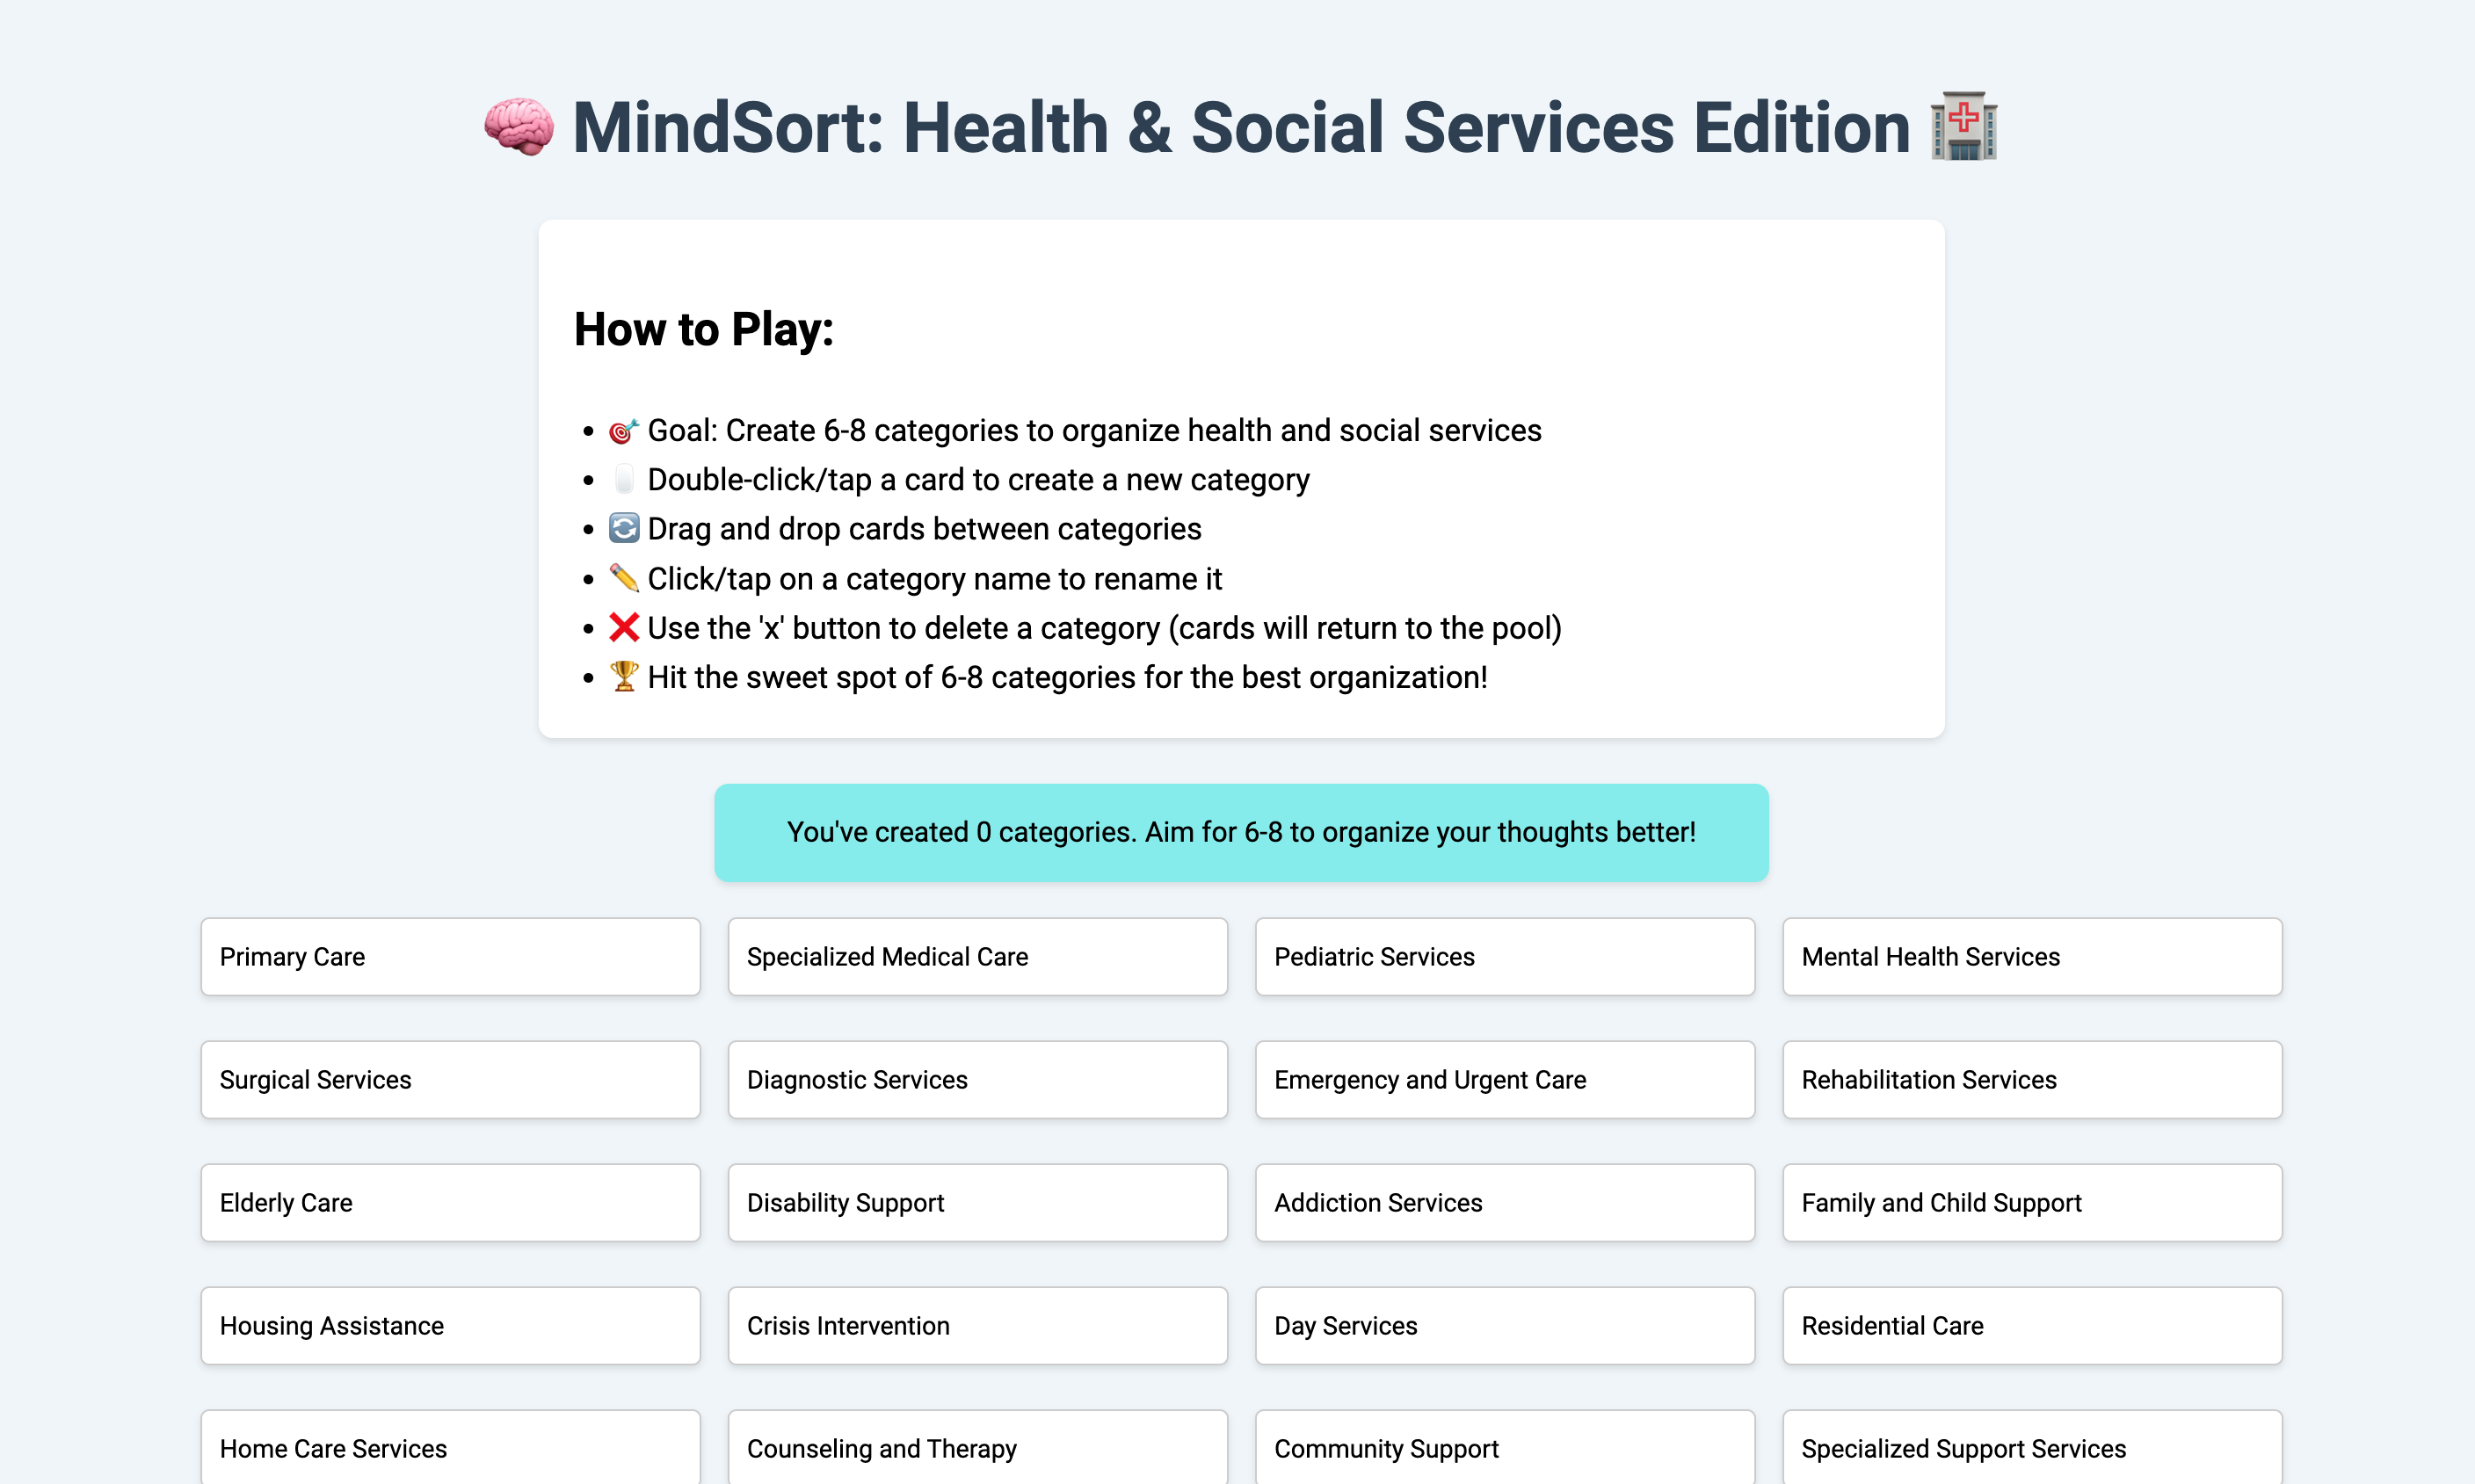 MindSort: Health & Social Services Edition
How to Play:
Goal: Create 6-8 categories to organize health and social services
Double-click/tap a card to create a new category
Drag and drop cards between categories
Click/tap on a category name to rename it
Use the 'x' button to delete a category (cards will return to the pool)
Hit the sweet spot of 6-8 categories for the best organization!
You've created 0 categories. Aim for 6-8 to organize your thoughts better!
Primary Care
Specialized Medical Care
Pediatric Services
Mental Health Services
Surgical Services
Diagnostic Services
Emergency and Urgent Care
Rehabilitation Services
Elderly Care
Disability Support
Addiction Services
Family and Child Support
Housing Assistance
Crisis Intervention
Day Services
Residential Care
Home Care Services
Counseling and Therapy
Community Support
Specialized Support Services